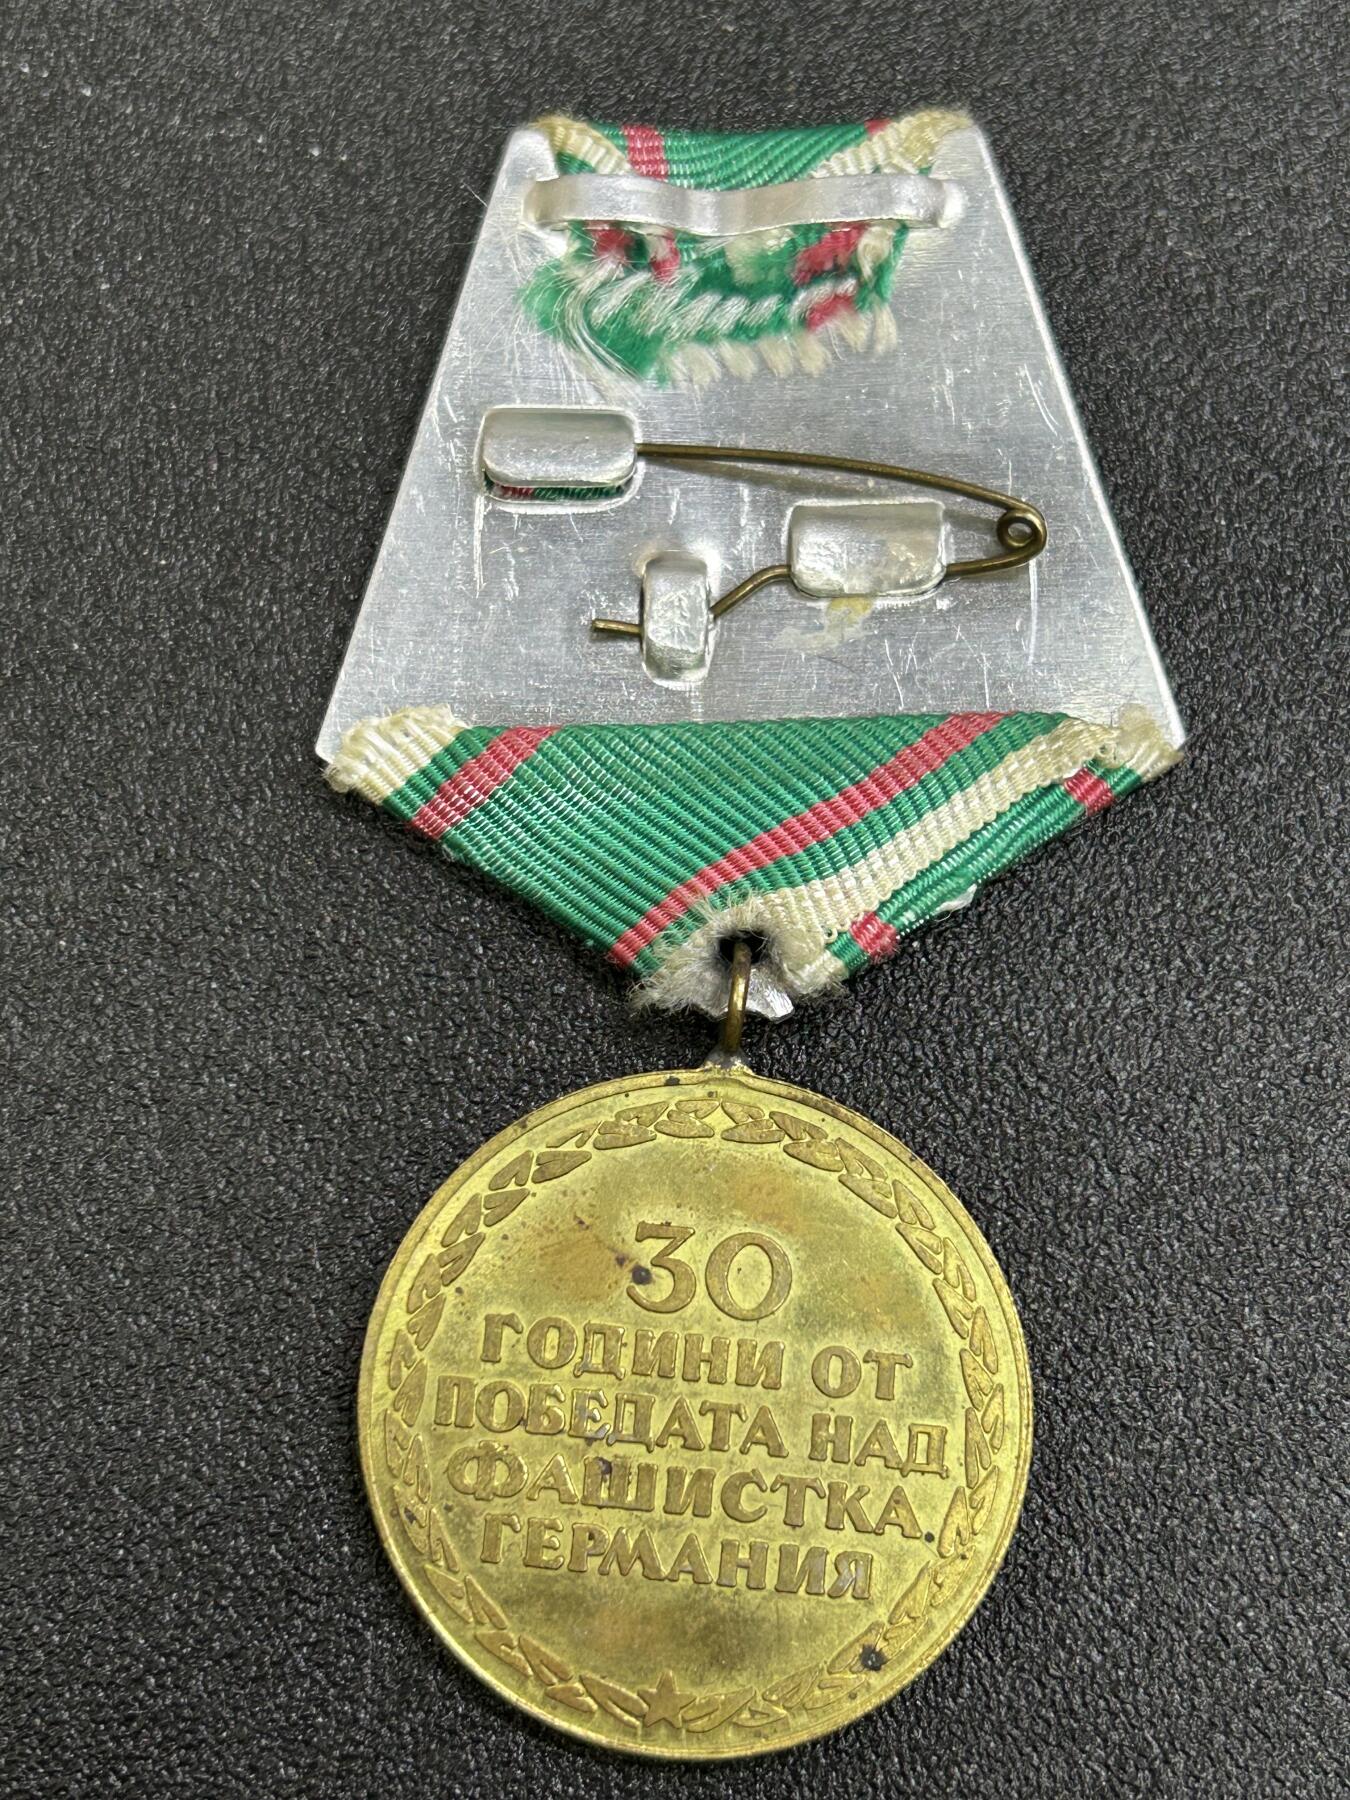 30
ГОДИНИ ОТ
ПОБЕДАТА НАД
ФАШИСТКА
ГЕРМАНИЯ